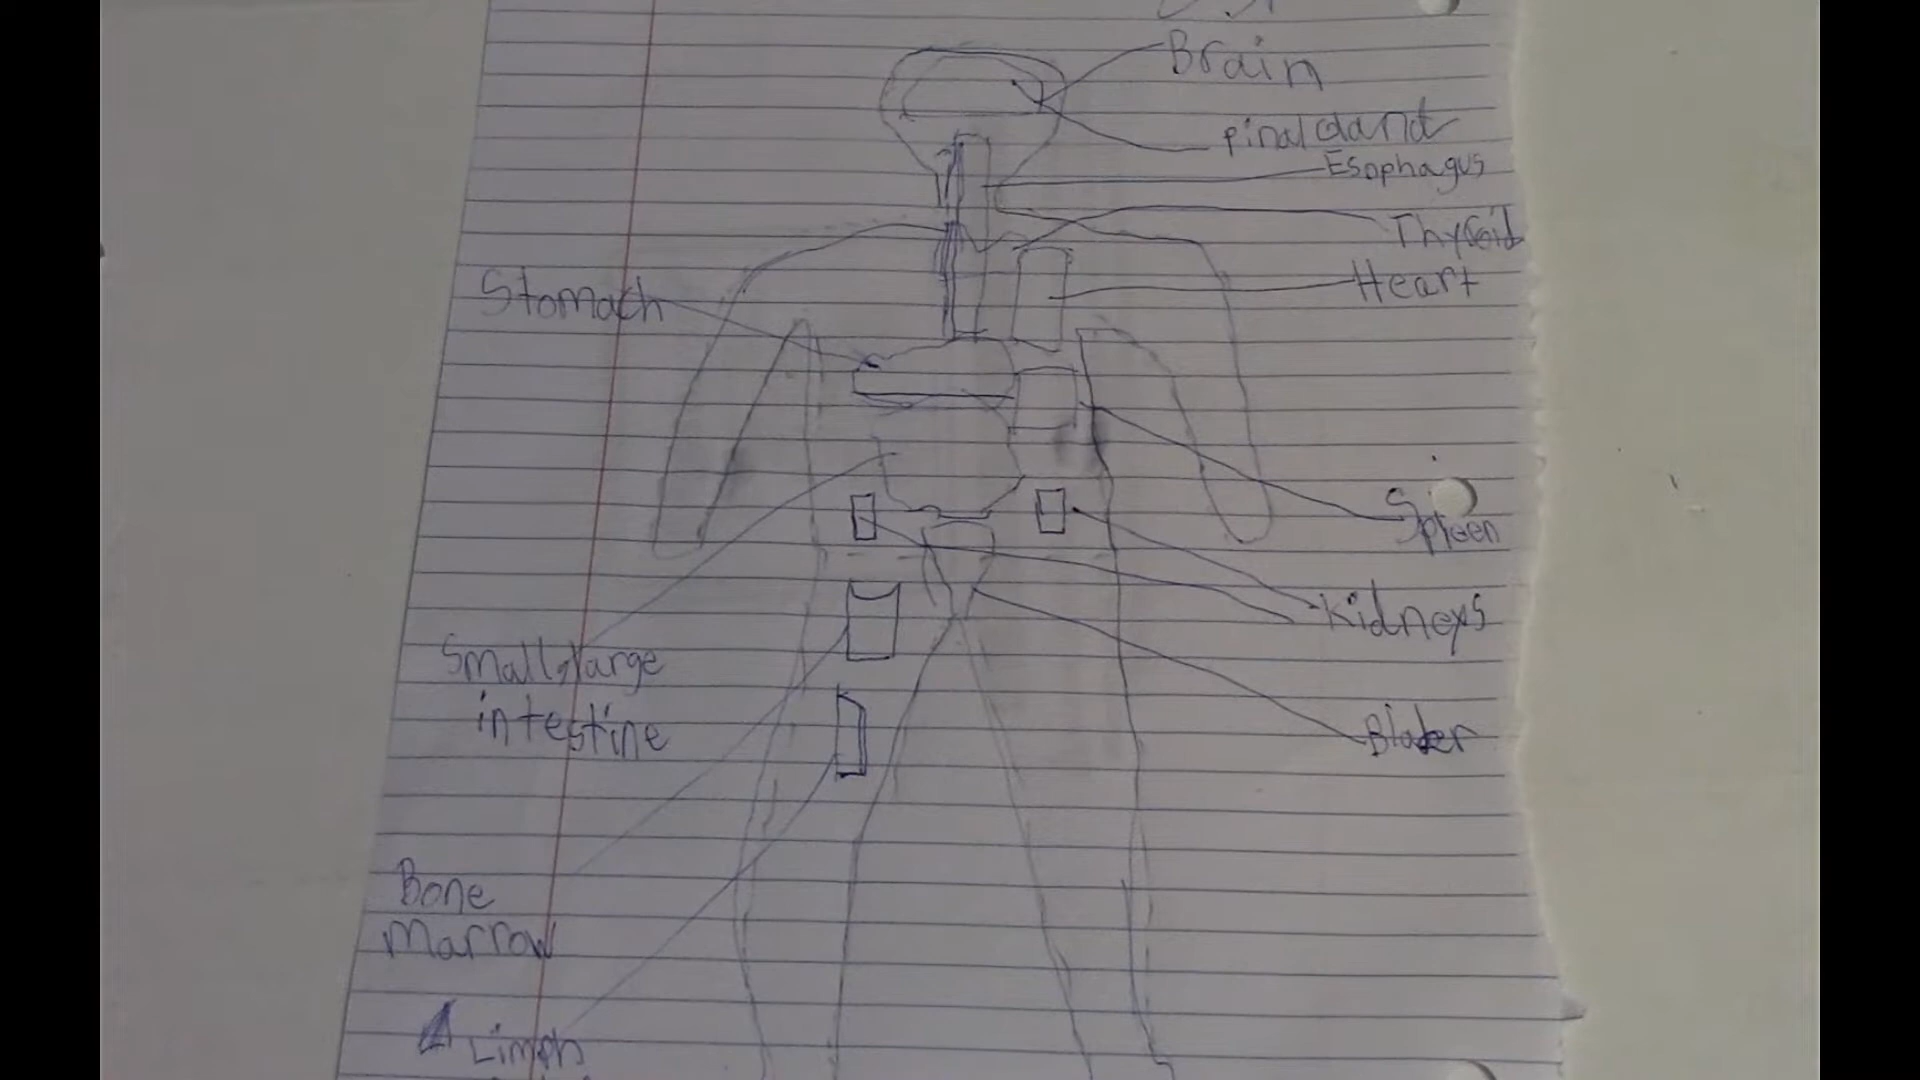 Brain
pinal Gland
Esophagus
Thyroid
Heart
Stomach
Spleen
Kidneys
Small & large
intestine
Blader
Bone
Marrow
Limph